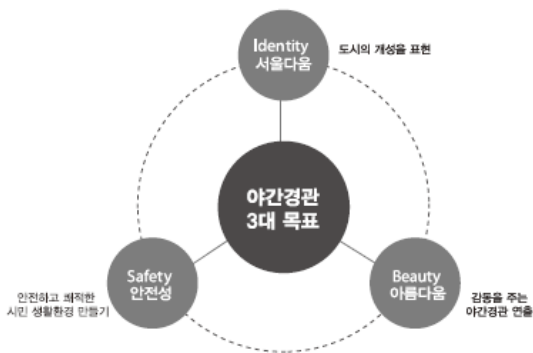 Identity
서울다움
도시의 개성을 표현
야간경관
3대 목표
Safety
안전성
안전하고 쾌적한
시민 생활환경 만들기
Beauty
아름다움
감동을 주는
야간경관 연출